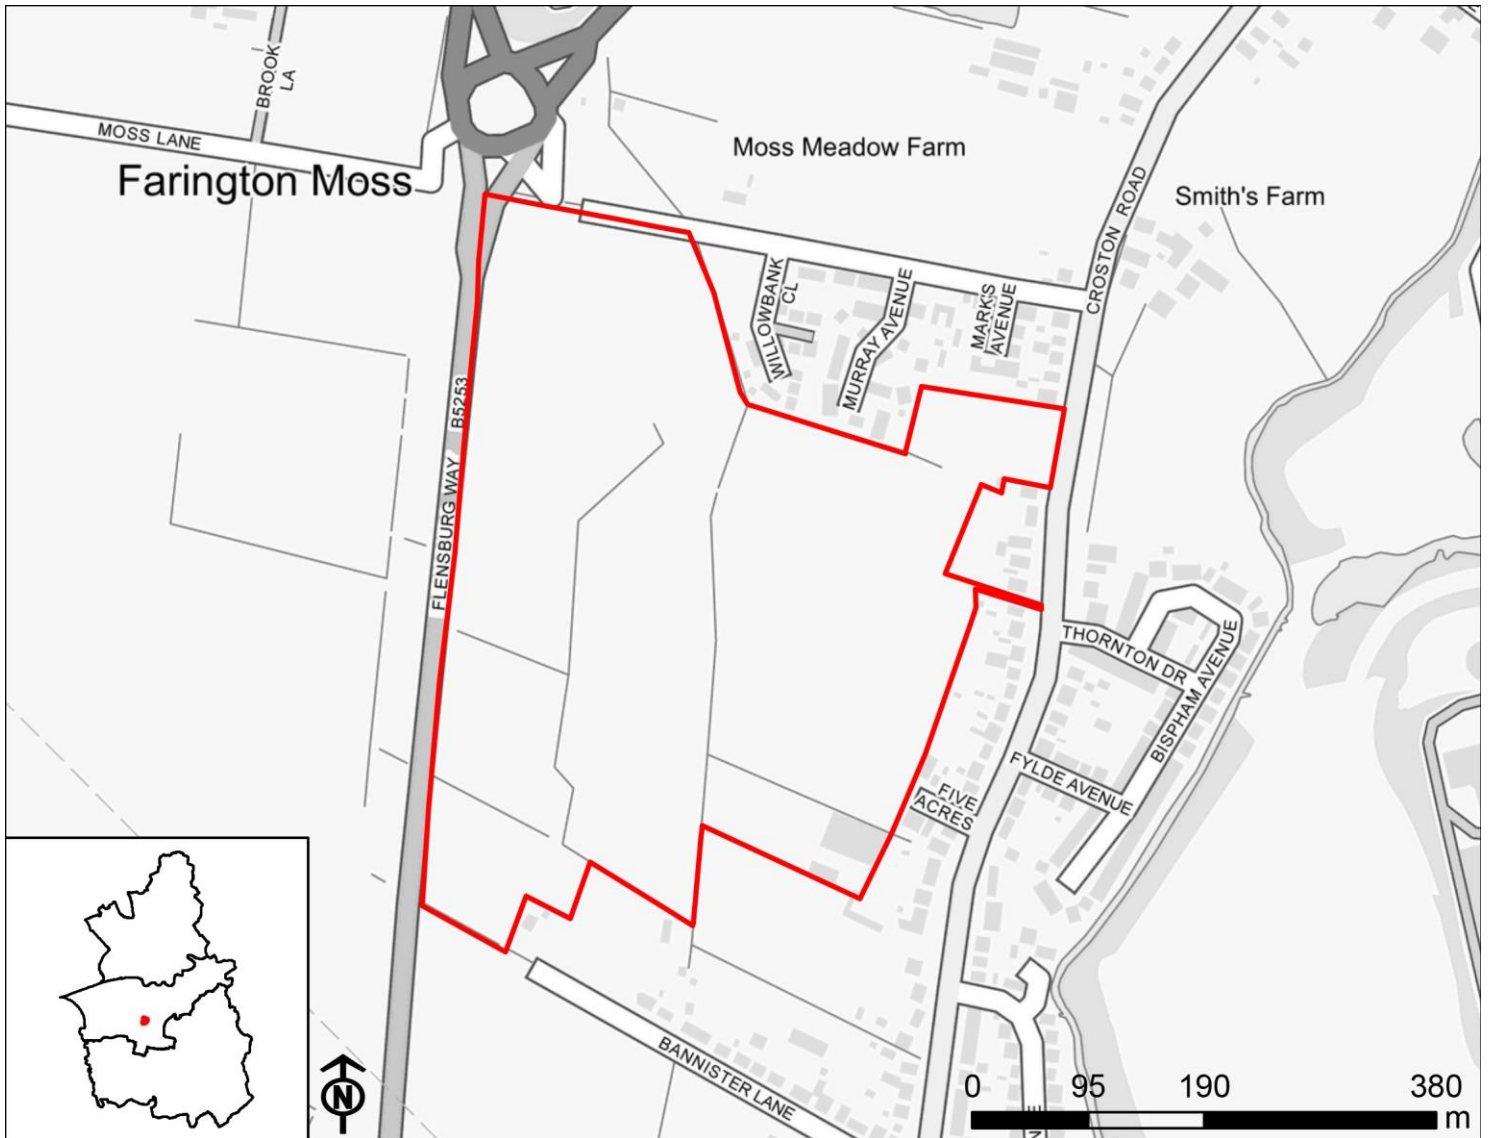 BROOK
LA
MOSS LANE
Farington Moss
Moss Meadow Farm
Smith's Farm
CROSTON ROAD
WILLOWBANK
CL
MURRAY AVENUE
MARK'S
AVENUE
B5253
FLENSBURG WAY
THORNTON DR
BISPHAM AVENUE
FYLDE AVENUE
FIVE
ACRES
BANNISTER LANE
N
0 95 190 380
m